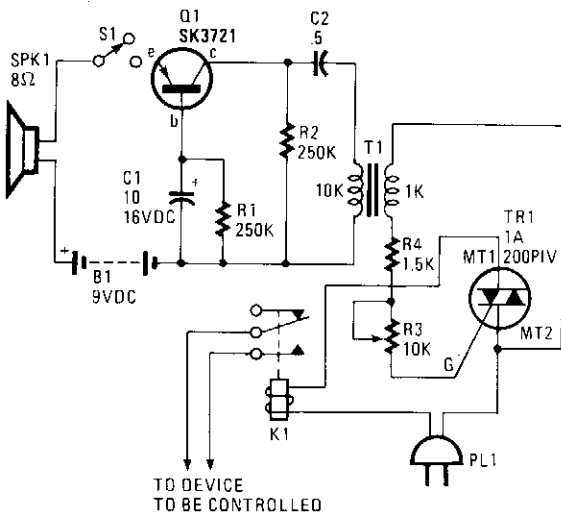 Q1
SK3721
S1
e
c
b
SPK1
8Ω
C2
.5
R2
250K
T1
10K
1K
C1
10
16VDC
+
R1
250K
+
B1
9VDC
R4
1.5K
TR1
1A
200PIV
MT1
MT2
R3
10K
G
K1
PL1
TO DEVICE
TO BE CONTROLLED